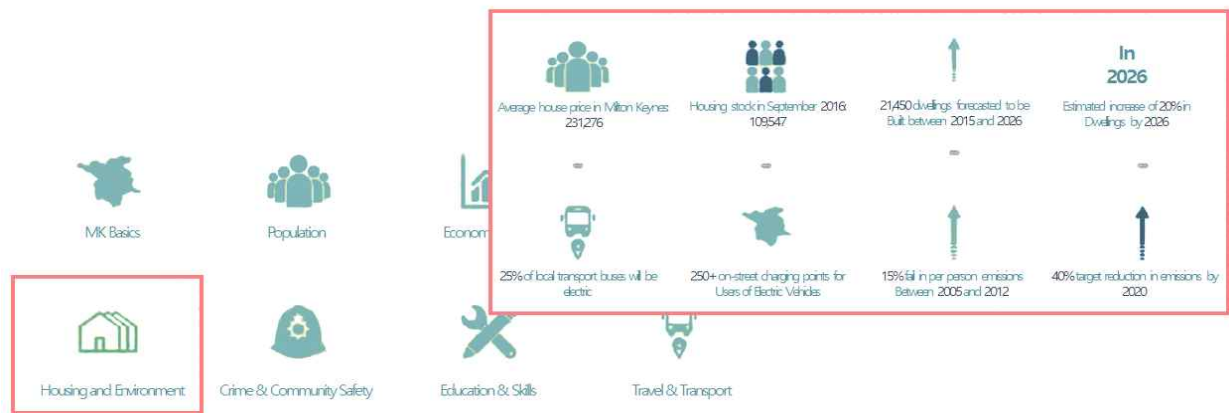 In
2026
Average house price in Milton Keynes:
231,276
Housing stock in September 2016:
109,547
21,450 dwellings forecasted to be
Built between 2015 and 2026
Estimated increase of 20% in
Dwellings by 2026
MK Basics
Population
Econom
25% of local transport buses will be
electric
250+ on-street charging points for
Users of Electric Vehicles
15% fall in per person emissions
Between 2005 and 2012
40% target reduction in emissions by
2020
Housing and Environment
Crime & Community Safety
Education & Skills
Travel & Transport